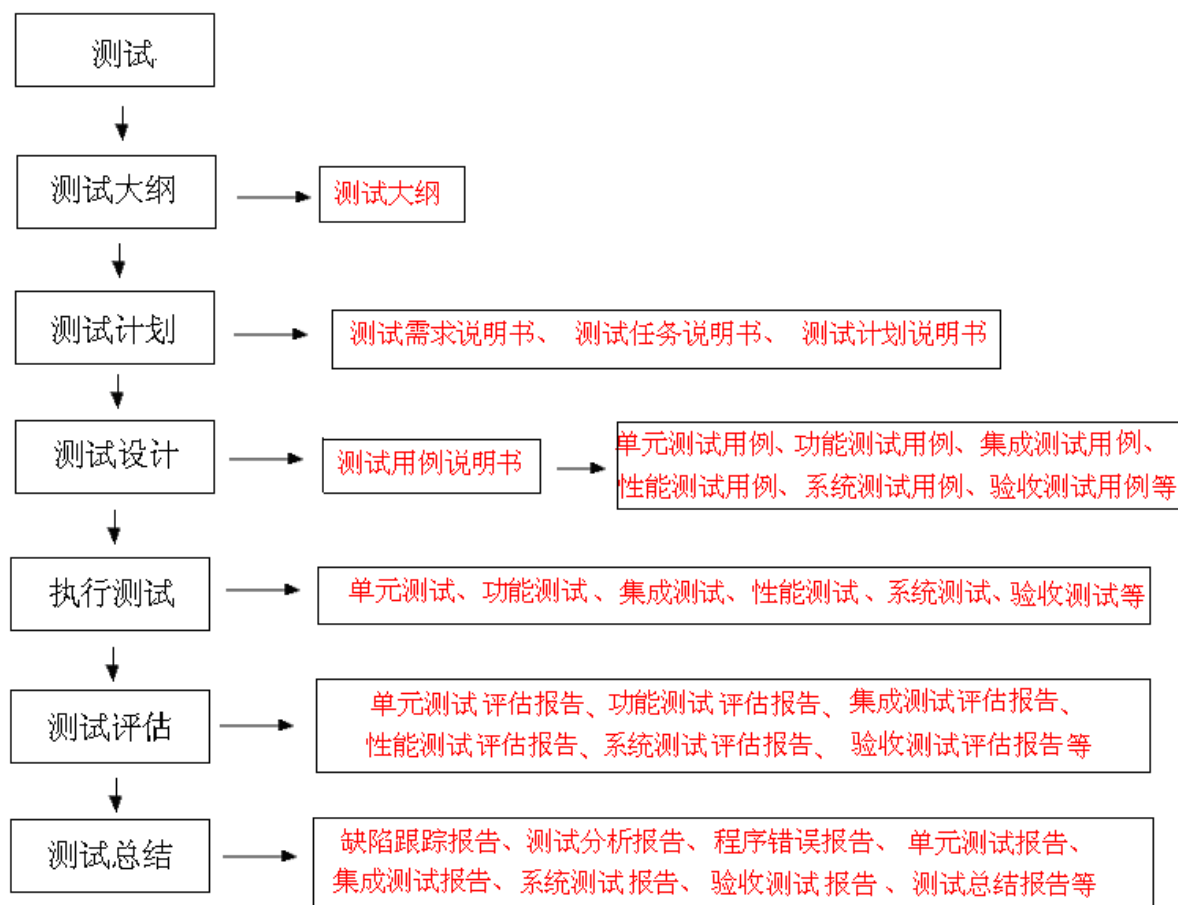 测试
测试大纲
测试大纲
测试计划
测试需求说明书、 测试任务说明书、 测试计划说明书
测试设计
测试用例说明书
单元测试用例、功能测试用例、集成测试用例、
性能测试用例、系统测试用例、验收测试用例等
执行测试
单元测试、功能测试、集成测试、性能测试、系统测试、验收测试等
测试评估
单元测试评估报告、功能测试评估报告、集成测试评估报告、
性能测试评估报告、系统测试评估报告、验收测试评估报告等
测试总结
缺陷跟踪报告、测试分析报告、程序错误报告、单元测试报告、
集成测试报告、系统测试报告、验收测试报告、测试总结报告等